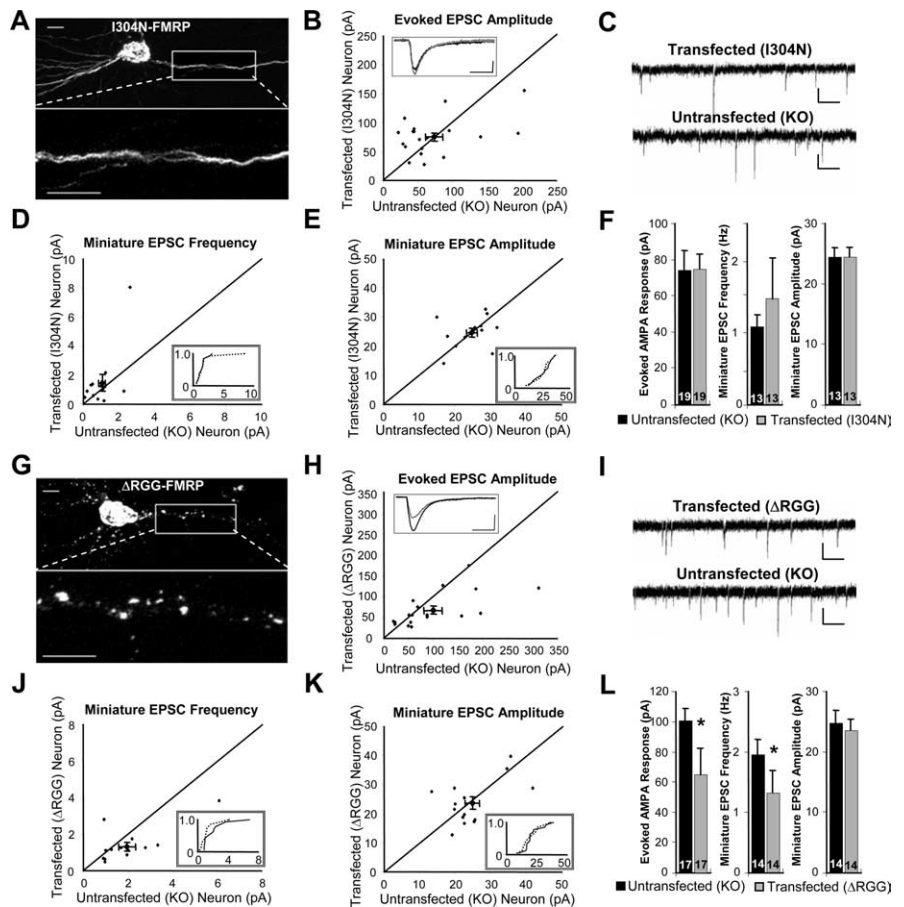 A
I304N-FMRP
B
Evoked EPSC Amplitude
Transfected (I304N) Neuron (pA)
250
200
150
100
50
0
0 50 100 150 200 250
Untransfected (KO) Neuron (pA)
C
Transfected (I304N)
Untransfected (KO)
D
Miniature EPSC Frequency
Transfected (I304N) Neuron (pA)
10
8
6
4
2
0
1.0
0
0 5 10
0 2 4 6 8 10
Untransfected (KO) Neuron (pA)
E
Miniature EPSC Amplitude
Transfected (I304N) Neuron (pA)
50
40
30
20
10
0
1.0
0
0 25 50
0 10 20 30 40 50
Untransfected (KO) Neuron (pA)
F
Evoked AMPA Response (pA)
100
80
60
40
20
0
19 19
Miniature EPSC Frequency (Hz)
2
1
0
13 13
Miniature EPSC Amplitude (pA)
30
20
10
0
13 13
Untransfected (KO) Transfected (I304N)
G
ΔRGG-FMRP
H
Evoked EPSC Amplitude
Transfected (ΔRGG) Neuron (pA)
350
300
250
200
150
100
50
0
0 50 100 150 200 250 300 350
Untransfected (KO) Neuron (pA)
I
Transfected (ΔRGG)
Untransfected (KO)
J
Miniature EPSC Frequency
Transfected (ΔRGG) Neuron (pA)
8
6
4
2
0
1.0
0
0 4 8
0 2 4 6 8
Untransfected (KO) Neuron (pA)
K
Miniature EPSC Amplitude
Transfected (ΔRGG) Neuron (pA)
50
40
30
20
10
0
1.0
0
0 25 50
0 10 20 30 40 50
Untransfected (KO) Neuron (pA)
L
Evoked AMPA Response (pA)
120
100
80
60
40
20
0
*
17 17
Miniature EPSC Frequency (Hz)
3
2
1
0
*
14 14
Miniature EPSC Amplitude (pA)
30
20
10
0
14 14
Untransfected (KO) Transfected (ΔRGG)